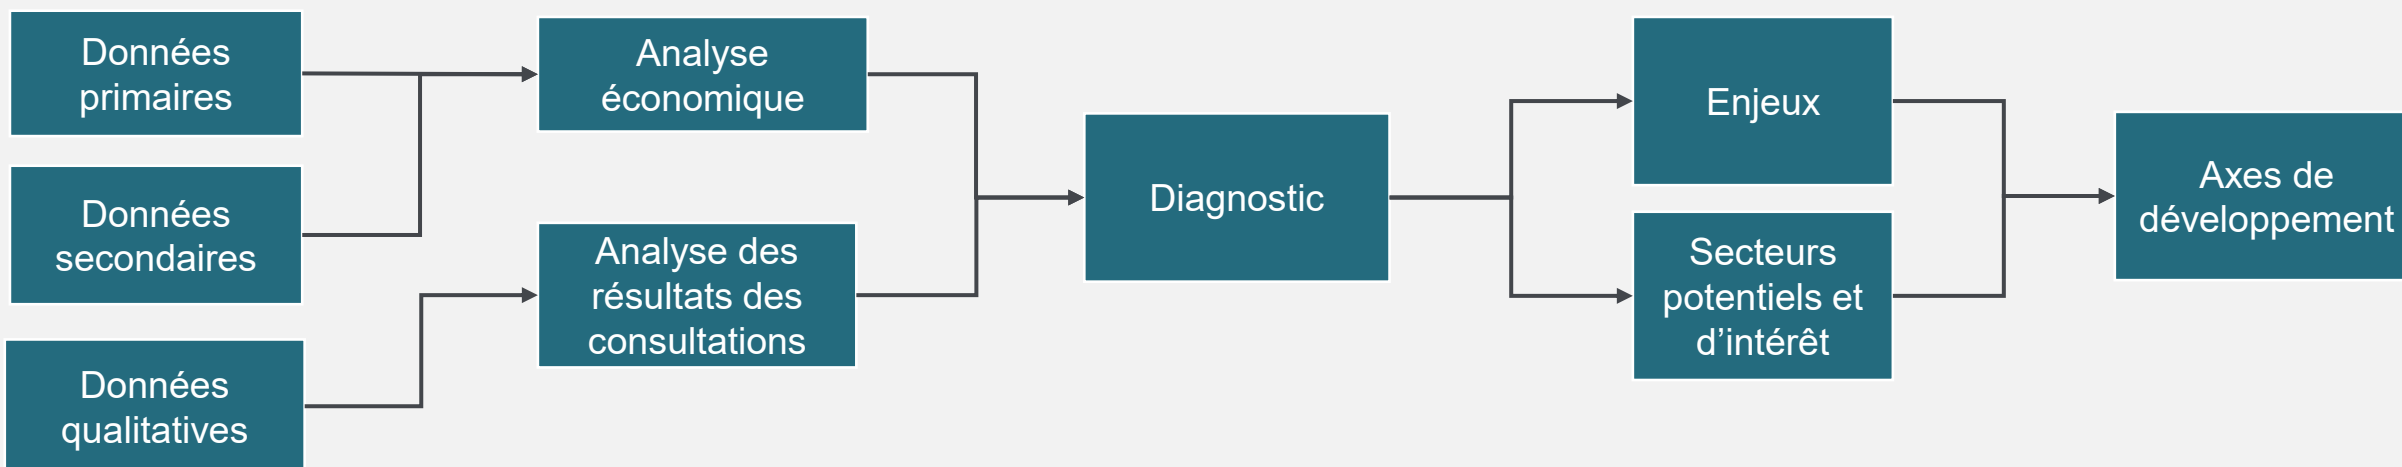 Données
primaires
Données
secondaires
Données
qualitatives
Analyse
économique
Analyse des
résultats des
consultations
Diagnostic
Enjeux
Secteurs
potentiels et
d’intérêt
Axes de
développement